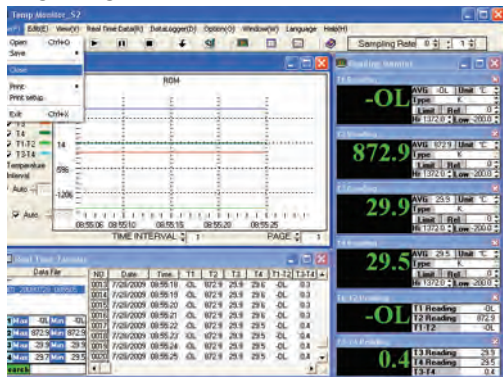 Temp Monitor_S2
Edit(E) View(V) Real Time Data(R) DataLogger(D) Option(O) Window(W) Language Help(H)
Open Ctrl+O
Save
Close
Print
Print setup
Exit Ctrl+X
Sampling Rate 0 : 1
ROM
T3
T4
T1-T2
T3-T4
Temperature
Interval
Auto
Auto
14
-596
-1206
08:55:06 08:55:10 08:55:15 08:55:20 08:55:25
TIME INTERVAL 1 PAGE 1
Reading Monitor
T1 Reading
-OL
AVG -OL Unit °C
Type K
Limit Rel 0
Hi 1372.0 Low -200.0
T2 Reading
872.9
AVG 872.9 Unit °C
Type K
Limit Rel 0
Hi 1372.0 Low -200.0
29.9
AVG 29.9 Unit °C
Type K
Limit Rel 0
Hi 1372.0 Low -200.0
29.5
AVG 29.5 Unit °C
Type K
Limit Rel 0
Hi 1372.0 Low -200.0
-OL
T1 Reading -OL
T2 Reading 872.9
T1-T2 -OL
0.4
T3 Reading 29.9
T4 Reading 29.5
T3-T4 0.4
Real Time Tabular
Data File
Max -OL Min -OL
Max 872.9 Min 872.9
Max 29.9 Min 29.9
Max 29.7 Min 29.5
NO Date Time T1 T2 T3 T4 T1-T2 T3-T4
0013 7/28/2009 08:55:18 -OL 872.9 29.9 29.6 -OL 0.3
0014 7/28/2009 08:55:19 -OL 872.9 29.9 29.6 -OL 0.3
0015 7/28/2009 08:55:20 -OL 872.9 29.9 29.6 -OL 0.3
0016 7/28/2009 08:55:21 -OL 872.9 29.9 29.6 -OL 0.3
0017 7/28/2009 08:55:22 -OL 872.9 29.9 29.5 -OL 0.4
0018 7/28/2009 08:55:23 -OL 872.9 29.9 29.5 -OL 0.4
0019 7/28/2009 08:55:24 -OL 872.9 29.9 29.5 -OL 0.4
0020 7/28/2009 08:55:25 -OL 872.9 29.9 29.5 -OL 0.4